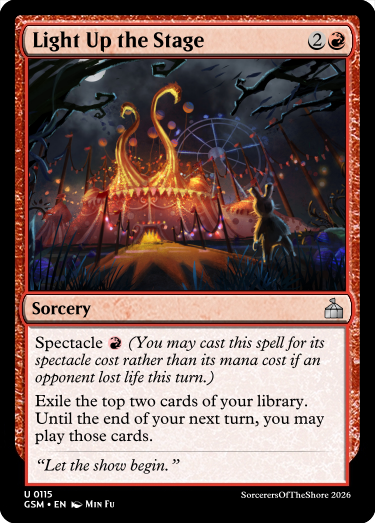 Light Up the Stage 2
Sorcery
Spectacle (You may cast this spell for its
spectacle cost rather than its mana cost if an
opponent lost life this turn.)
Exile the top two cards of your library.
Until the end of your next turn, you may
play those cards.
“Let the show begin.”
U 0115
GSM • EN Min Fu
SorcerersOfTheShore 2026